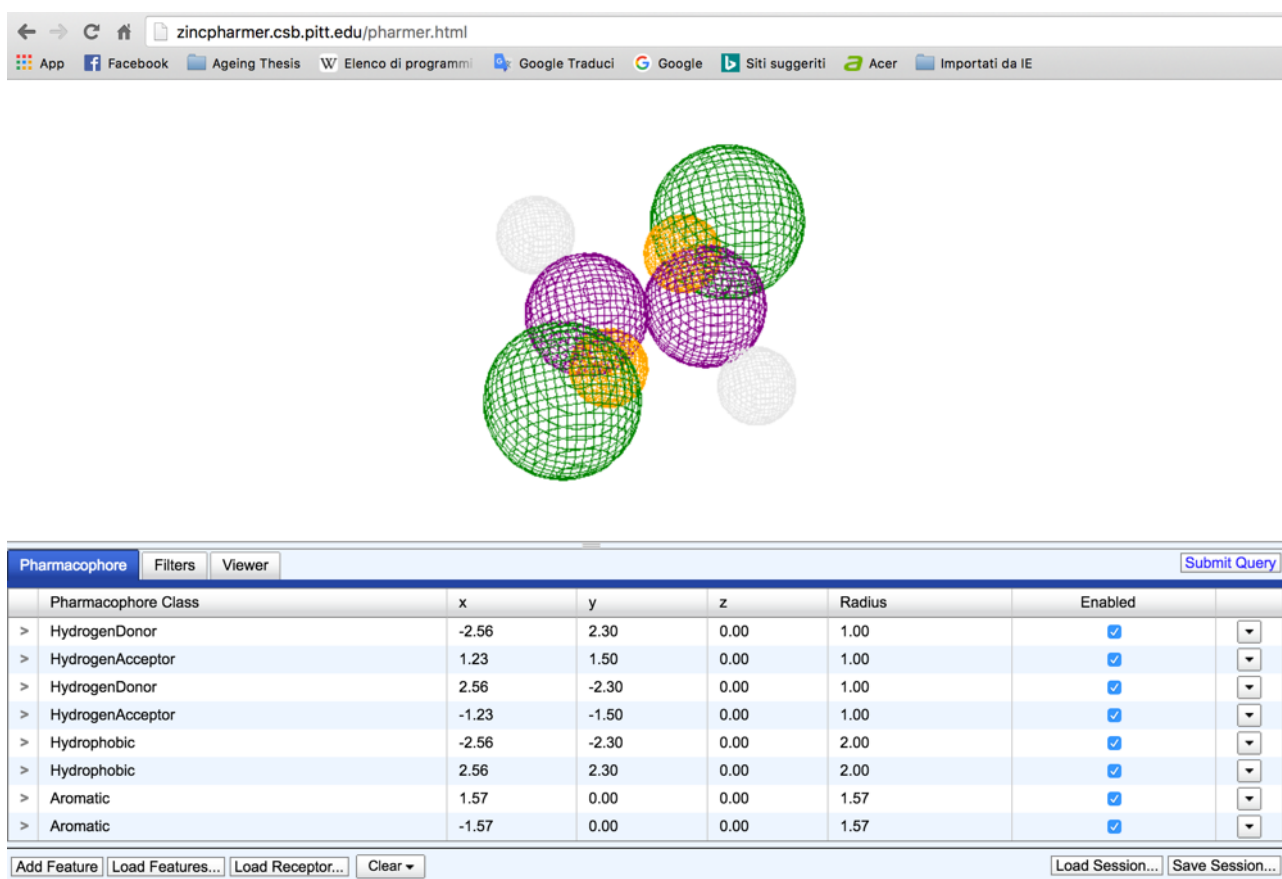 zincpharmer.csb.pitt.edu/pharmer.html
App Facebook Ageing Thesis W Elenco di programmi Google Traduci G Google Siti suggeriti Acer Importati da IE
Pharmacophore Filters Viewer Submit Query
Pharmacophore Class x y z Radius Enabled
> HydrogenDonor -2.56 2.30 0.00 1.00
> HydrogenAcceptor 1.23 1.50 0.00 1.00
> HydrogenDonor 2.56 -2.30 0.00 1.00
> HydrogenAcceptor -1.23 -1.50 0.00 1.00
> Hydrophobic -2.56 -2.30 0.00 2.00
> Hydrophobic 2.56 2.30 0.00 2.00
> Aromatic 1.57 0.00 0.00 1.57
> Aromatic -1.57 0.00 0.00 1.57
Add Feature Load Features... Load Receptor... Clear Load Session... Save Session...